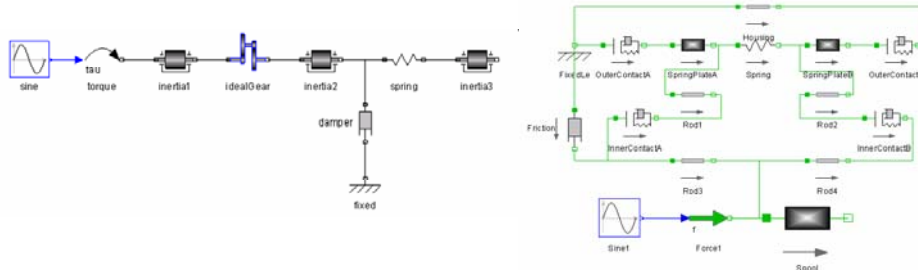 tau
sine
torque
inertia1
idealGear
inertia2
spring
inertia3
damper
fixed
Housing
FixedLe
OuterContactA
SpringPlateA
Spring
SpringPlateB
OuterContact
Rod1
Rod2
Friction
InnerContactA
InnerContactB
Rod3
Rod4
f
Sine1
Force1
Spool